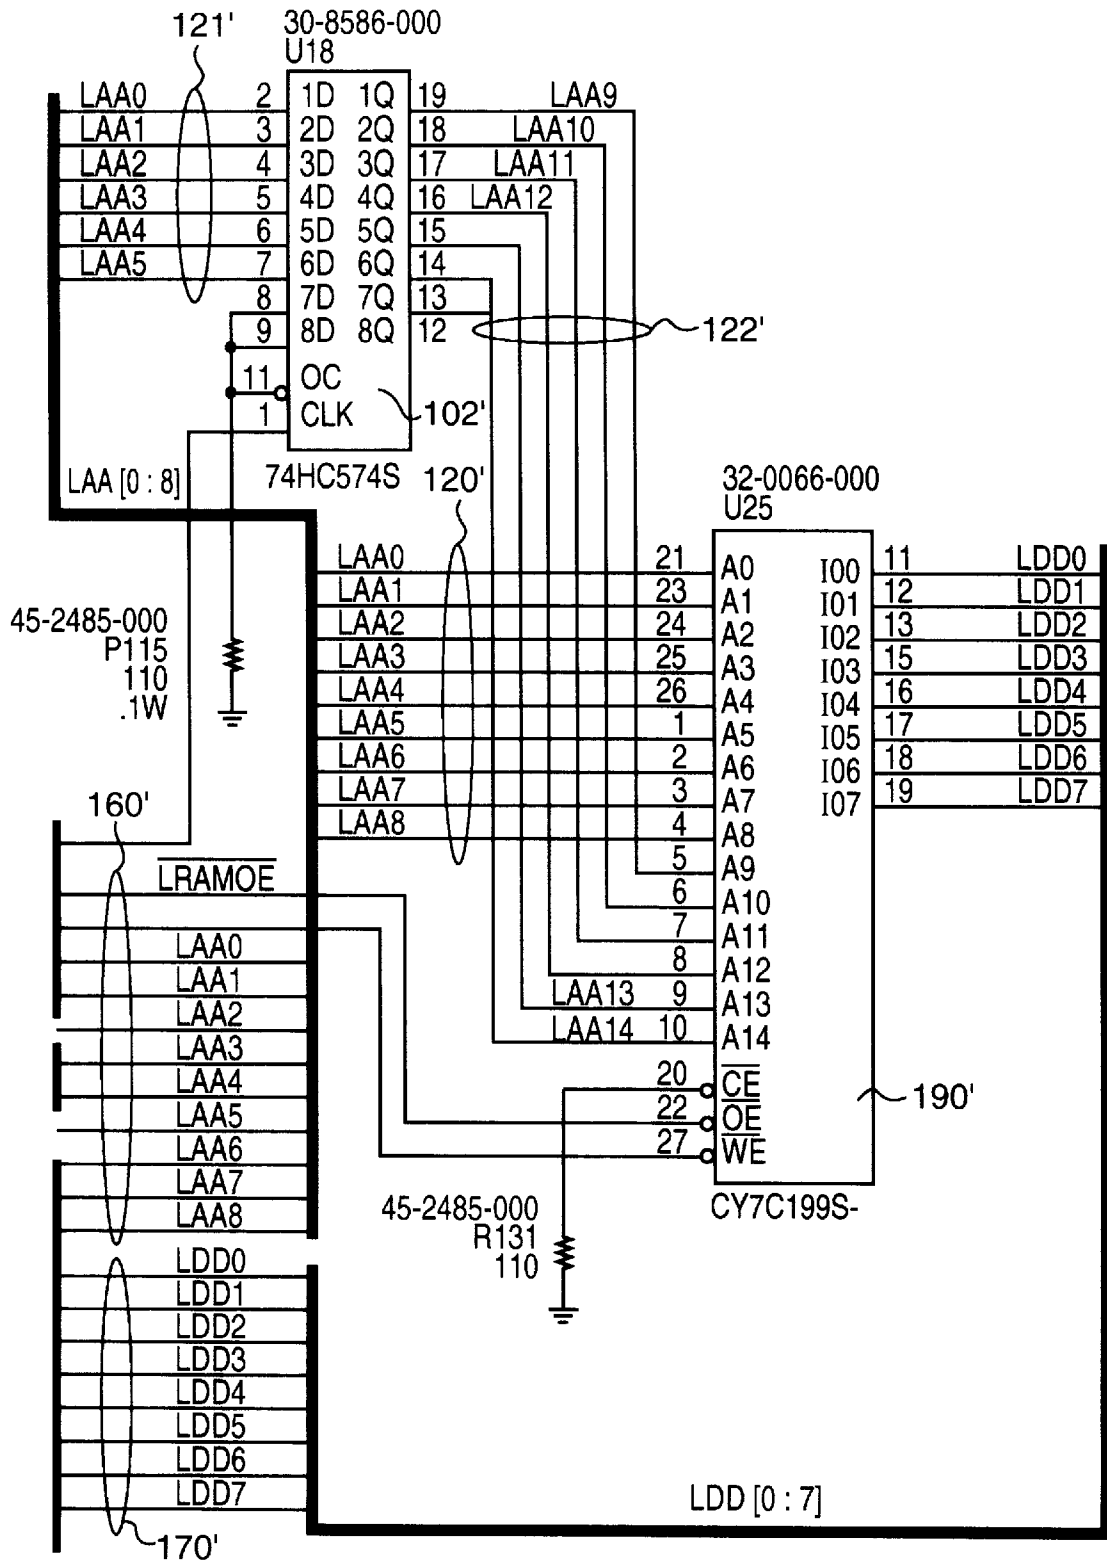 121'
30-8586-000
U18
LAA0 2 1D 1Q 19 LAA9
LAA1 3 2D 2Q 18 LAA10
LAA2 4 3D 3Q 17 LAA11
LAA3 5 4D 4Q 16 LAA12
LAA4 6 5D 5Q 15
LAA5 7 6D 6Q 14
8 7D 7Q 13
9 8D 8Q 12
122'
11 OC
1 CLK
102'
LAA [0 : 8]
74HC574S
120'
32-0066-000
U25
LAA0 21 A0 I00 11 LDD0
LAA1 23 A1 I01 12 LDD1
LAA2 24 A2 I02 13 LDD2
LAA3 25 A3 I03 15 LDD3
LAA4 26 A4 I04 16 LDD4
LAA5 1 A5 I05 17 LDD5
LAA6 2 A6 I06 18 LDD6
LAA7 3 A7 I07 19 LDD7
LAA8 4 A8
5 A9
6 A10
7 A11
8 A12
LAA13 9 A13
LAA14 10 A14
20 CE
22 OE
27 WE
190'
CY7C199S-
45-2485-000
P115
110
.1W
160'
LRAMOE
LAA0
LAA1
LAA2
LAA3
LAA4
LAA5
LAA6
LAA7
LAA8
45-2485-000
R131
110
LDD0
LDD1
LDD2
LDD3
LDD4
LDD5
LDD6
LDD7
170'
LDD [0 : 7]